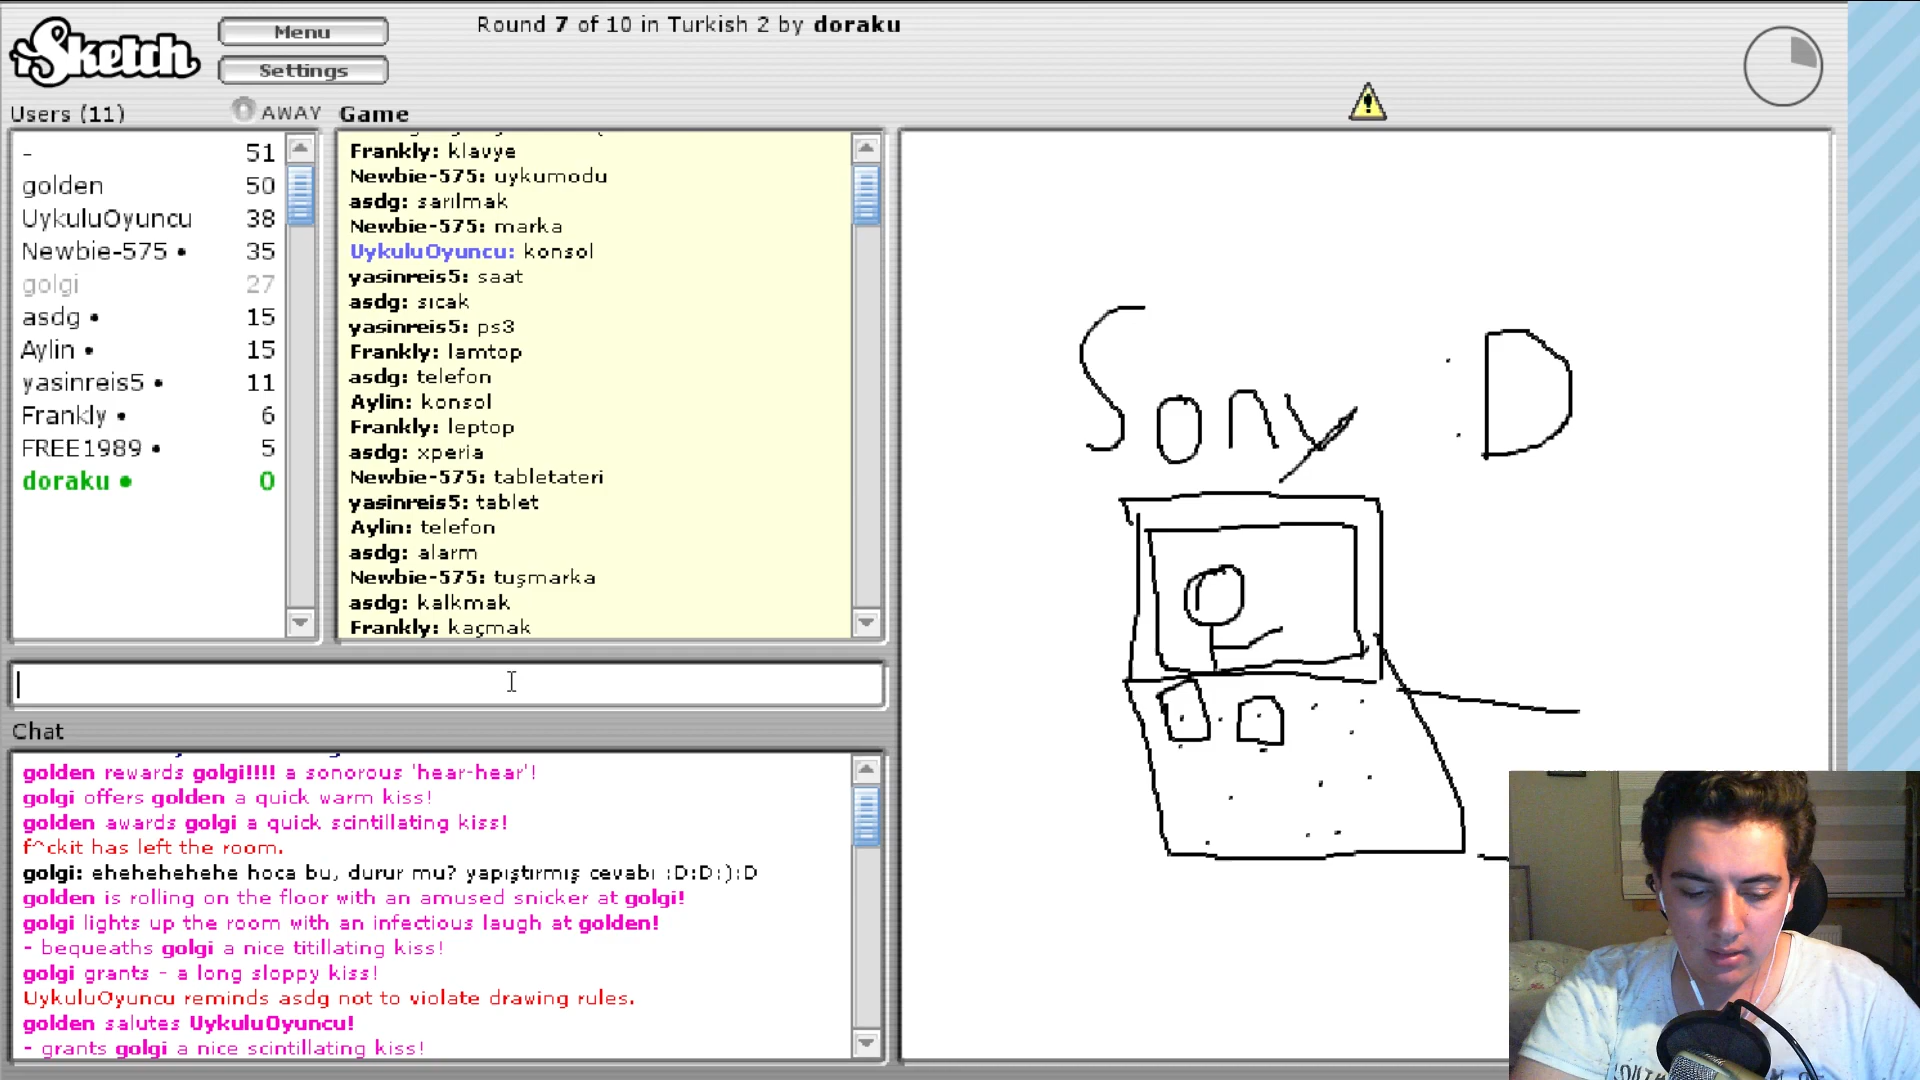 iSketch
Menu
Settings
Round 7 of 10 in Turkish 2 by doraku
Users (11)
AWAY
- 51
golden 50
UykuluOyuncu 38
Newbie-575 • 35
golgi 27
asdg • 15
Aylin • 15
yasinreis5 • 11
Frankly • 6
FREE1989 • 5
doraku • 0
Game
Frankly: klavye
Newbie-575: uykumodu
asdg: sarılmak
Newbie-575: marka
UykuluOyuncu: konsol
yasinreis5: saat
asdg: sıcak
yasinreis5: ps3
Frankly: lamtop
asdg: telefon
Aylin: konsol
Frankly: leptop
asdg: xperia
Newbie-575: tabletateri
yasinreis5: tablet
Aylin: telefon
asdg: alarm
Newbie-575: tuşmarka
asdg: kalkmak
Frankly: kaçmak
Chat
golden rewards golgi!!!! a sonorous 'hear-hear'!
golgi offers golden a quick warm kiss!
golden awards golgi a quick scintillating kiss!
f^ckit has left the room.
golgi: ehehehehehe hoca bu, durur mu? yapıştırmış cevabı :D:D:):D
golden is rolling on the floor with an amused snicker at golgi!
golgi lights up the room with an infectious laugh at golden!
- bequeaths golgi a nice titillating kiss!
golgi grants - a long sloppy kiss!
UykuluOyuncu reminds asdg not to violate drawing rules.
golden salutes UykuluOyuncu!
- grants golgi a nice scintillating kiss!
Sony :D